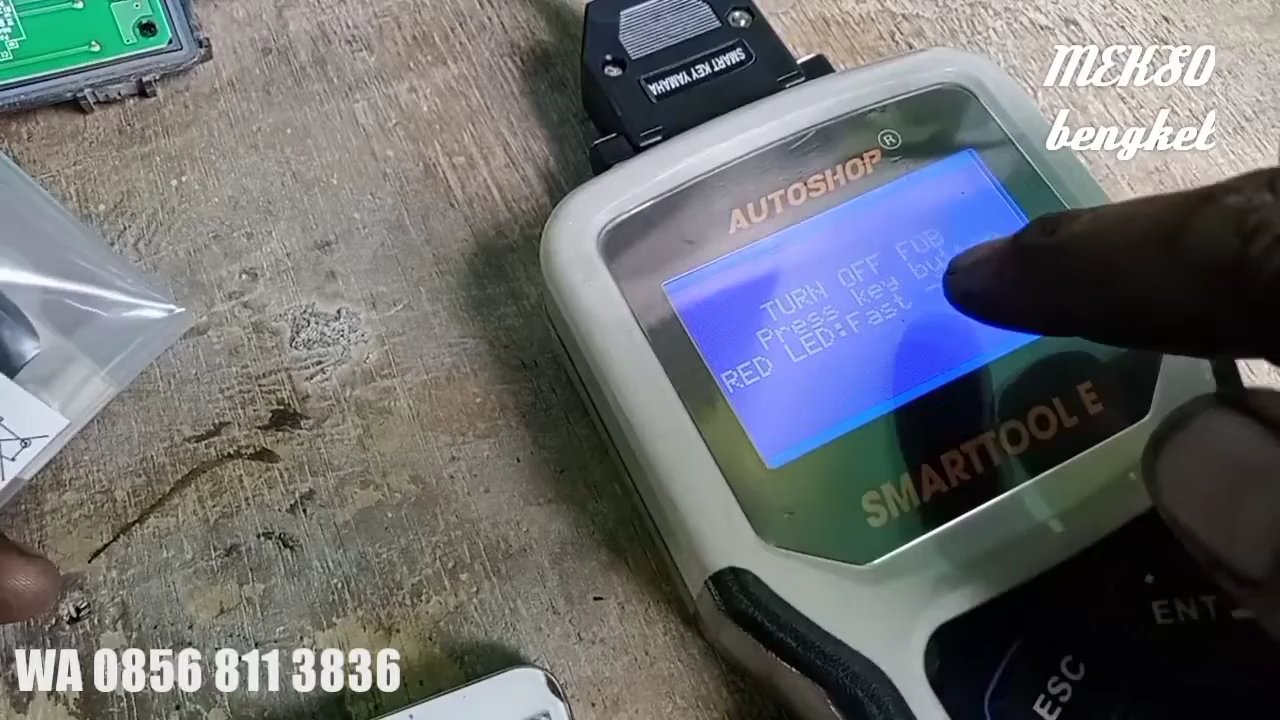 MEKSO
bengket
SMART KEY YAMAHA
AUTOSHOP®
TURN OFF FOB
Press key
RED LED:Fast
SMARTTOOL E
ENT
ESC
WA 0856 811 3836